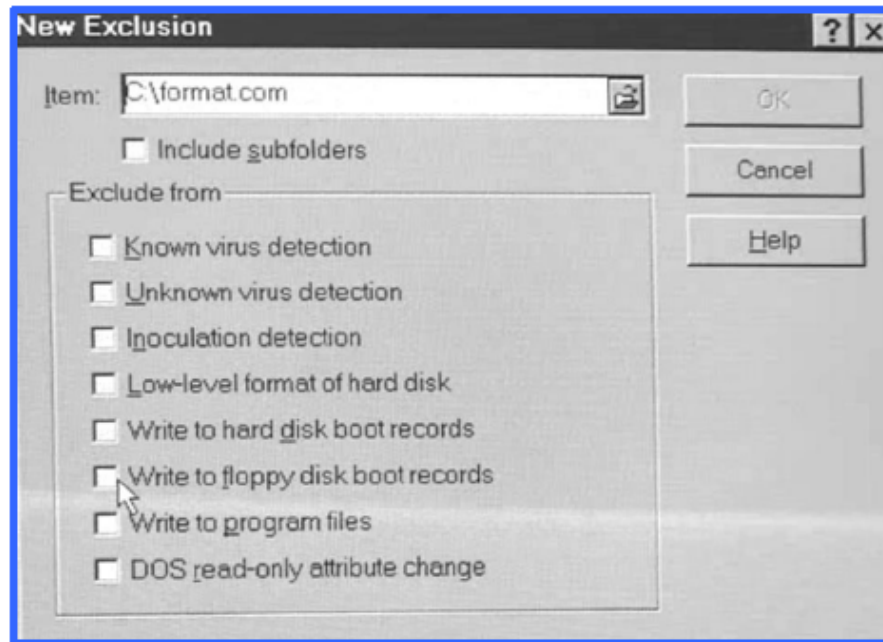 New Exclusion
Item: C:\format.com
OK
Include subfolders
Cancel
Exclude from
Help
Known virus detection
Unknown virus detection
Inoculation detection
Low-level format of hard disk
Write to hard disk boot records
Write to floppy disk boot records
Write to program files
DOS read-only attribute change